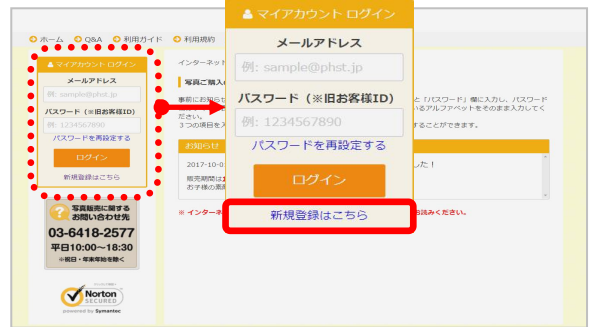 ホーム Q&A 利用ガイド 利用規約
マイアカウント ログイン
メールアドレス
例: sample@phst.jp
パスワード（※旧お客様ID）
例: 1234567890
パスワードを再設定する
ログイン
新規登録はこちら
写真販売に関する
お問い合わせ先
03-6418-2577
平日10:00～18:30
※祝日・年末年始を除く
Norton
SECURED
powered by Symantec
インターネット
写真ご購入
事前にお知らせ
と「パスワード」欄に入力し、パスワード
いるアルファベットをそのまま入力してく
ださい。
3つの項目を入
することができます。
お知らせ
2017-10-0
した！
販売期間は
お子様の素
※ インターネ
読みください。
マイアカウント ログイン
メールアドレス
例: sample@phst.jp
パスワード（※旧お客様ID）
例: 1234567890
パスワードを再設定する
ログイン
新規登録はこちら